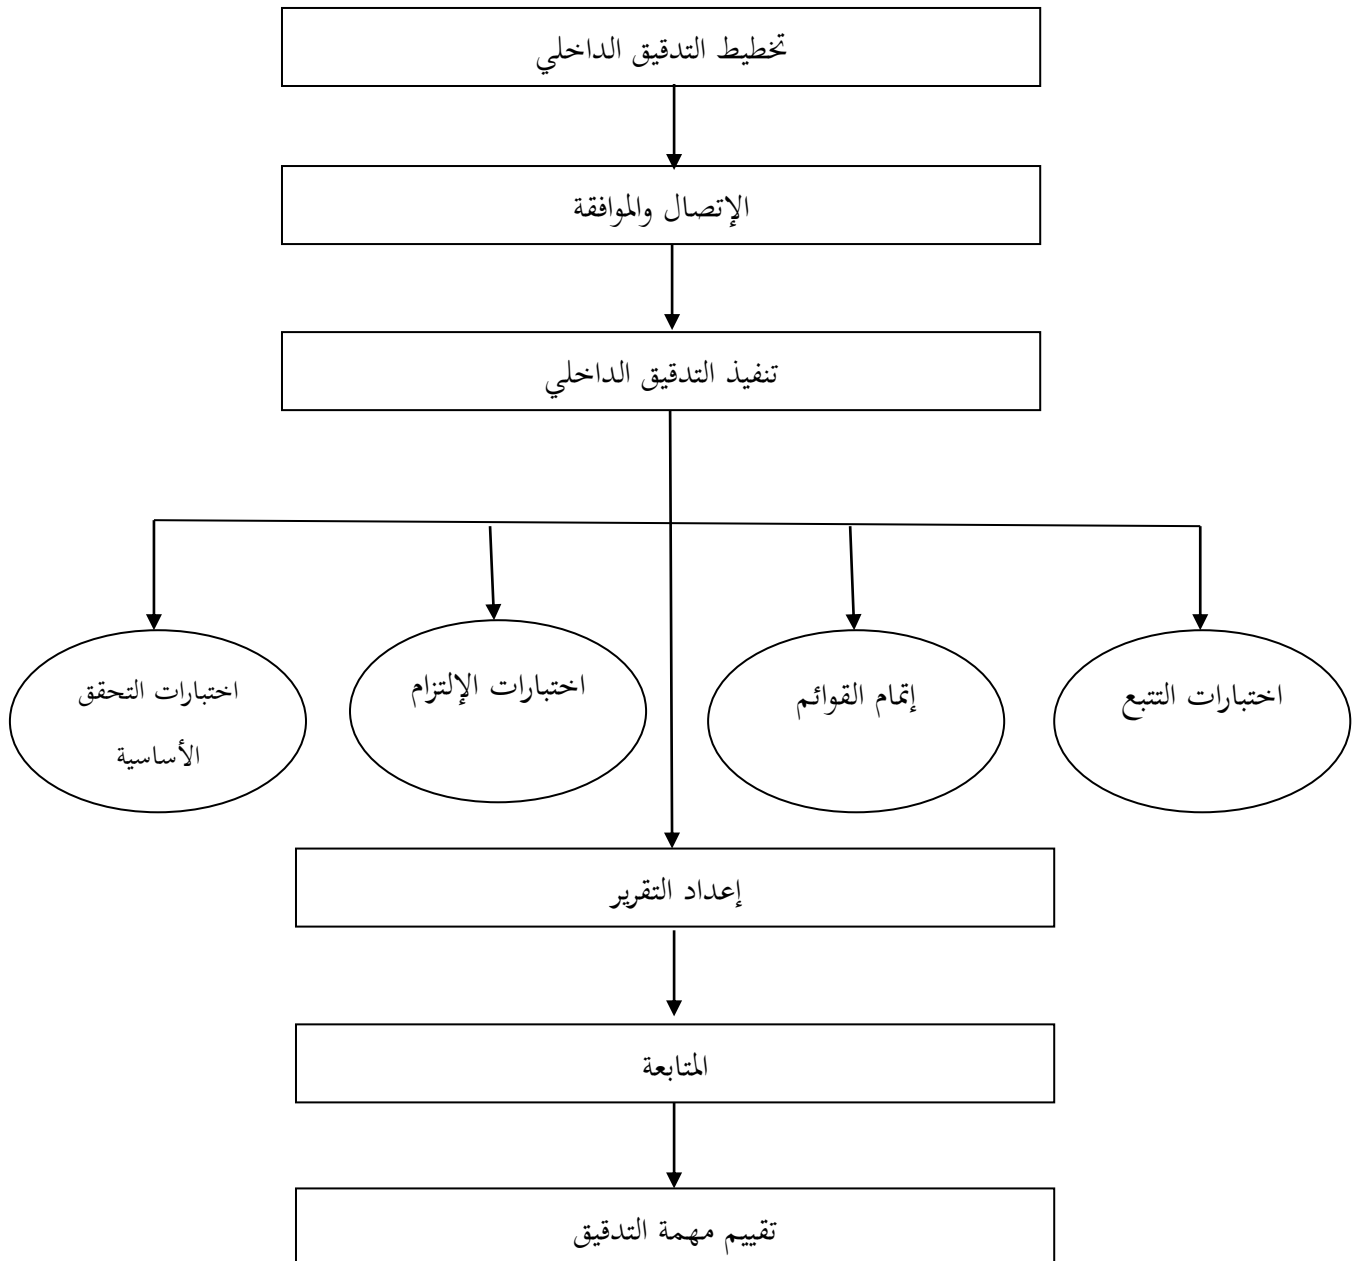 تخطيط التدقيق الداخلي
الإتصال والموافقة
تنفيذ التدقيق الداخلي
اختبارات التتبع
إتمام القوائم
اختبارات الإلتزام
اختبارات التحقق
الأساسية
إعداد التقرير
المتابعة
تقييم مهمة التدقيق